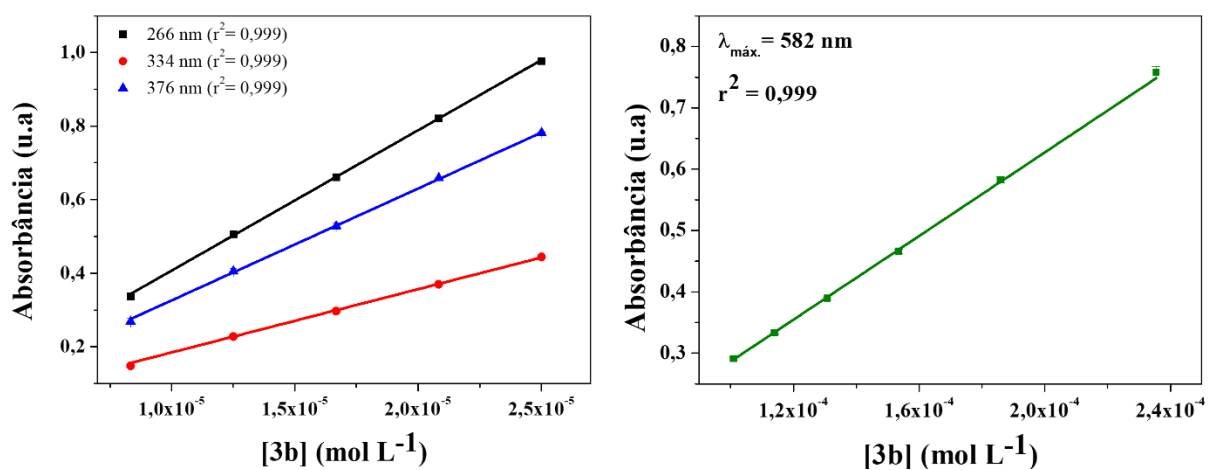 266 nm (r²= 0,999)
334 nm (r²= 0,999)
376 nm (r²= 0,999)
Absorbância (u.a)
1,0
0,8
0,6
0,4
0,2
1,0x10⁻⁵
1,5x10⁻⁵
2,0x10⁻⁵
2,5x10⁻⁵
[3b] (mol L⁻¹)
λmáx.= 582 nm
r² = 0,999
Absorbância (u.a)
0,8
0,7
0,6
0,5
0,4
0,3
1,2x10⁻⁴
1,6x10⁻⁴
2,0x10⁻⁴
2,4x10⁻⁴
[3b] (mol L⁻¹)